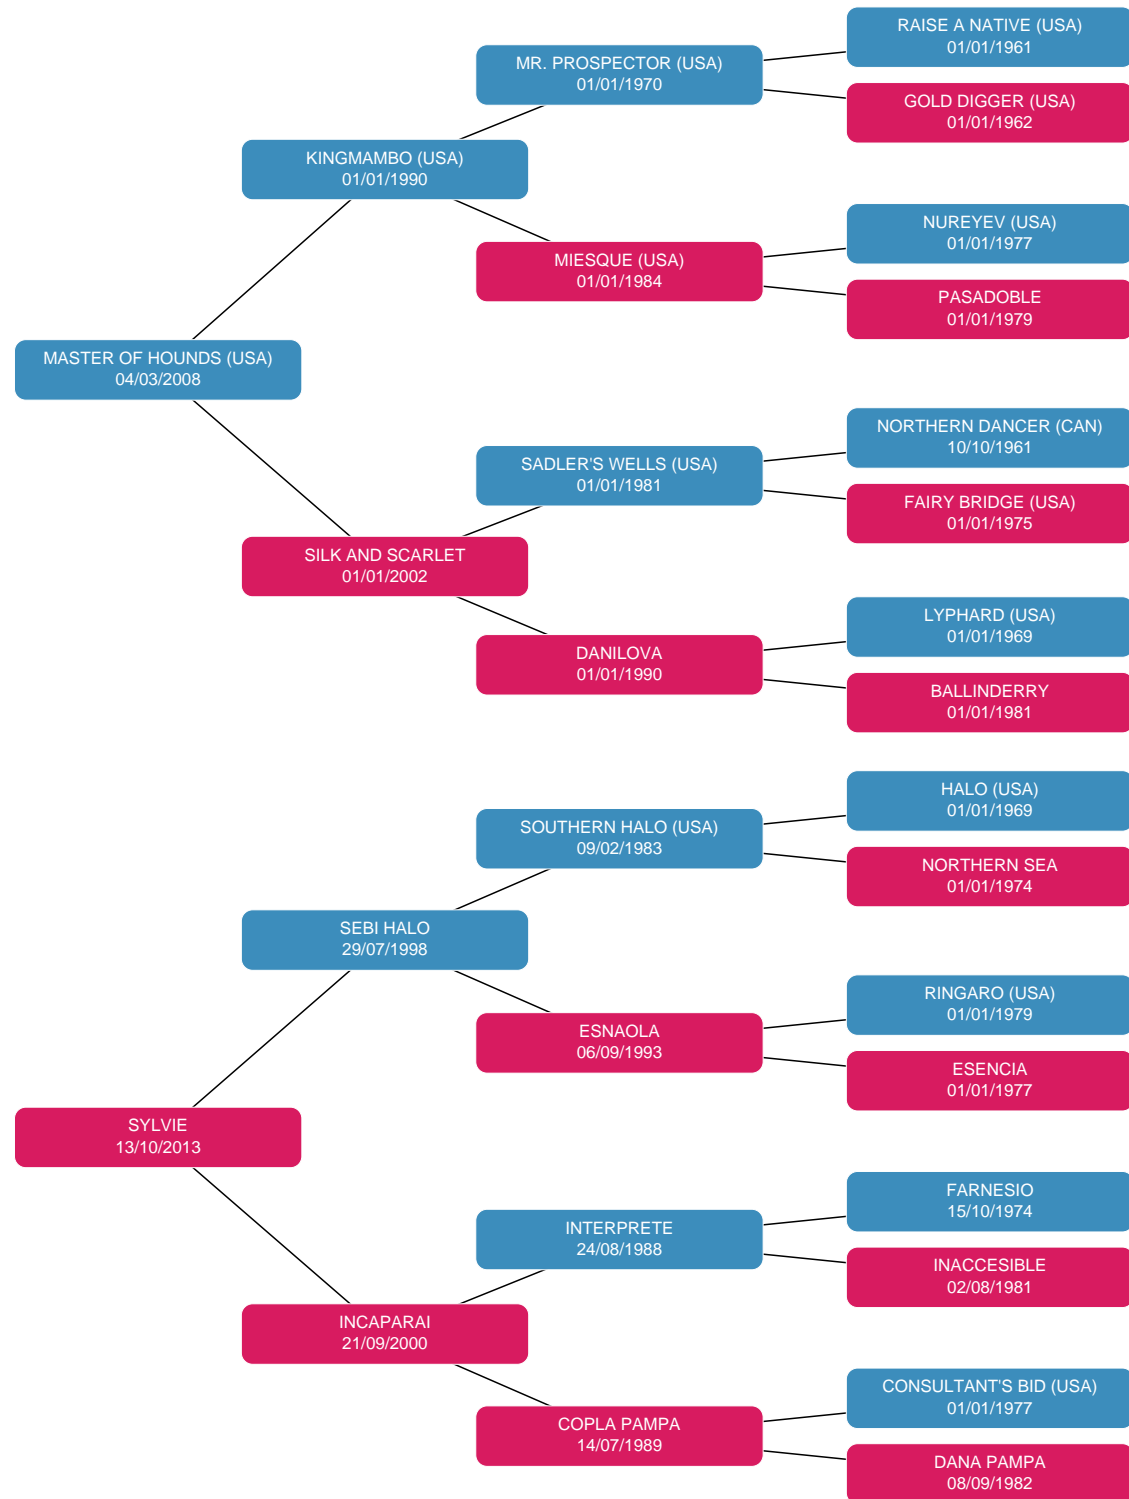 RAISE A NATIVE (USA)
01/01/1961
MR. PROSPECTOR (USA)
01/01/1970
GOLD DIGGER (USA)
01/01/1962
KINGMAMBO (USA)
01/01/1990
NUREYEV (USA)
01/01/1977
MIESQUE (USA)
01/01/1984
PASADOBLE
01/01/1979
MASTER OF HOUNDS (USA)
04/03/2008
NORTHERN DANCER (CAN)
10/10/1961
SADLER'S WELLS (USA)
01/01/1981
FAIRY BRIDGE (USA)
01/01/1975
SILK AND SCARLET
01/01/2002
LYPHARD (USA)
01/01/1969
DANILOVA
01/01/1990
BALLINDERRY
01/01/1981
HALO (USA)
01/01/1969
SOUTHERN HALO (USA)
09/02/1983
NORTHERN SEA
01/01/1974
SEBI HALO
29/07/1998
RINGARO (USA)
01/01/1979
ESNAOLA
06/09/1993
ESENCIA
01/01/1977
SYLVIE
13/10/2013
FARNESIO
15/10/1974
INTERPRETE
24/08/1988
INACCESIBLE
02/08/1981
INCAPARAI
21/09/2000
CONSULTANT'S BID (USA)
01/01/1977
COPLA PAMPA
14/07/1989
DANA PAMPA
08/09/1982